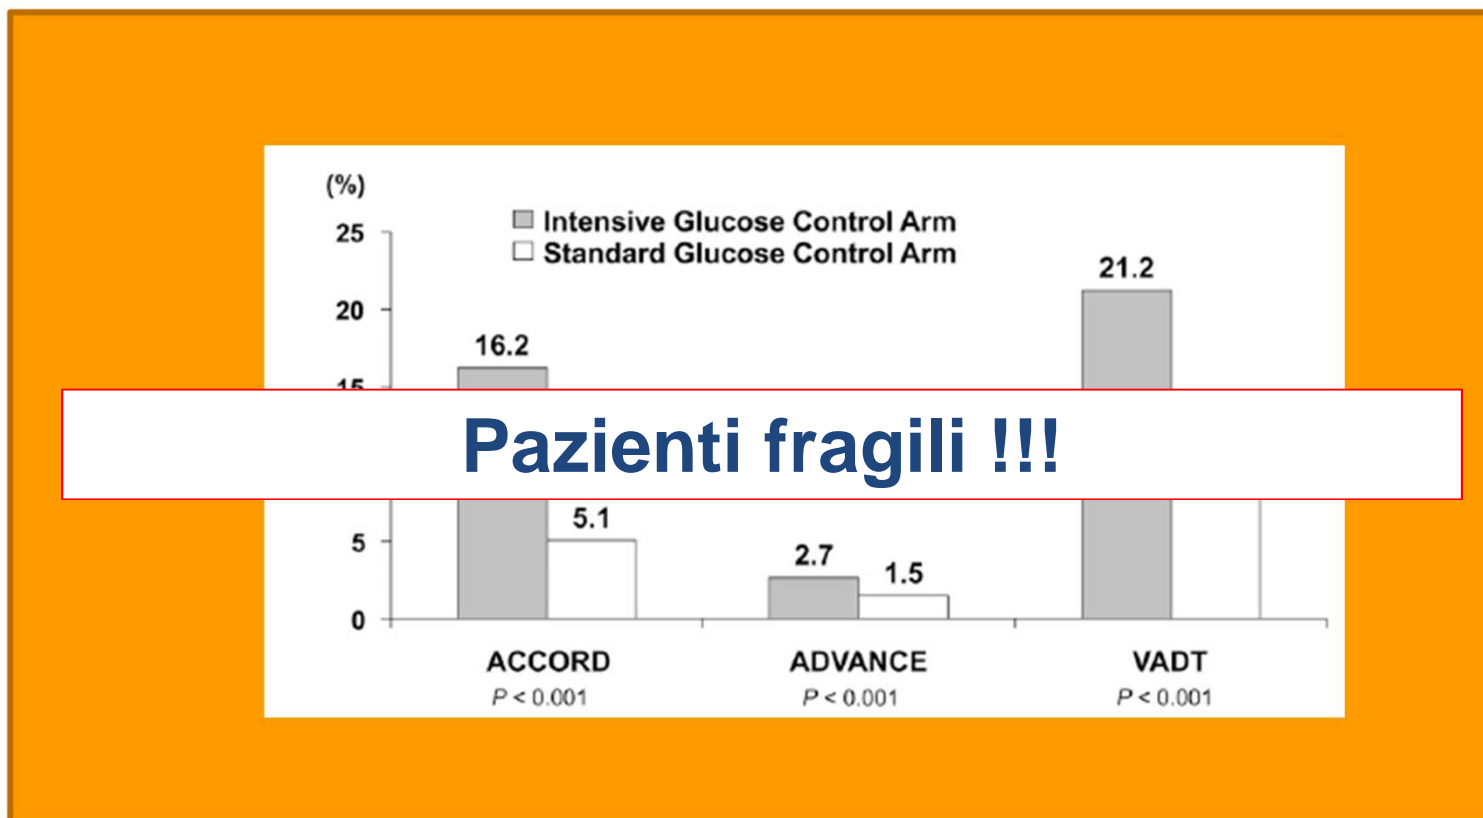 (%)
Intensive Glucose Control Arm
Standard Glucose Control Arm
25
20
15
5
0
16.2
5.1
2.7
1.5
21.2
Pazienti fragili !!!
ACCORD
ADVANCE
VADT
P < 0.001
P < 0.001
P < 0.001